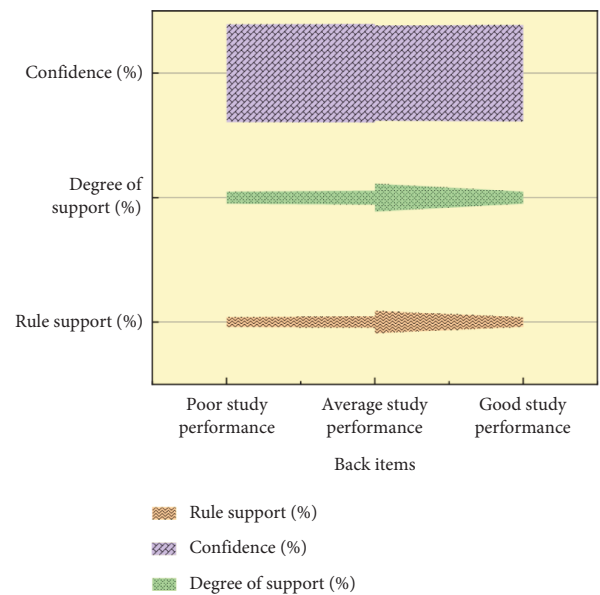 Confidence (%)
Degree of
support (%)
Rule support (%)
Poor study
performance
Average study
performance
Good study
performance
Back items
Rule support (%)
Confidence (%)
Degree of support (%)